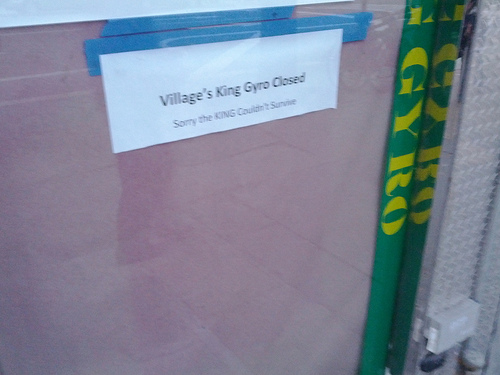 Village's King Gyro Closed
Sorry the KING Couldn't Survive
GYRO
GYRO